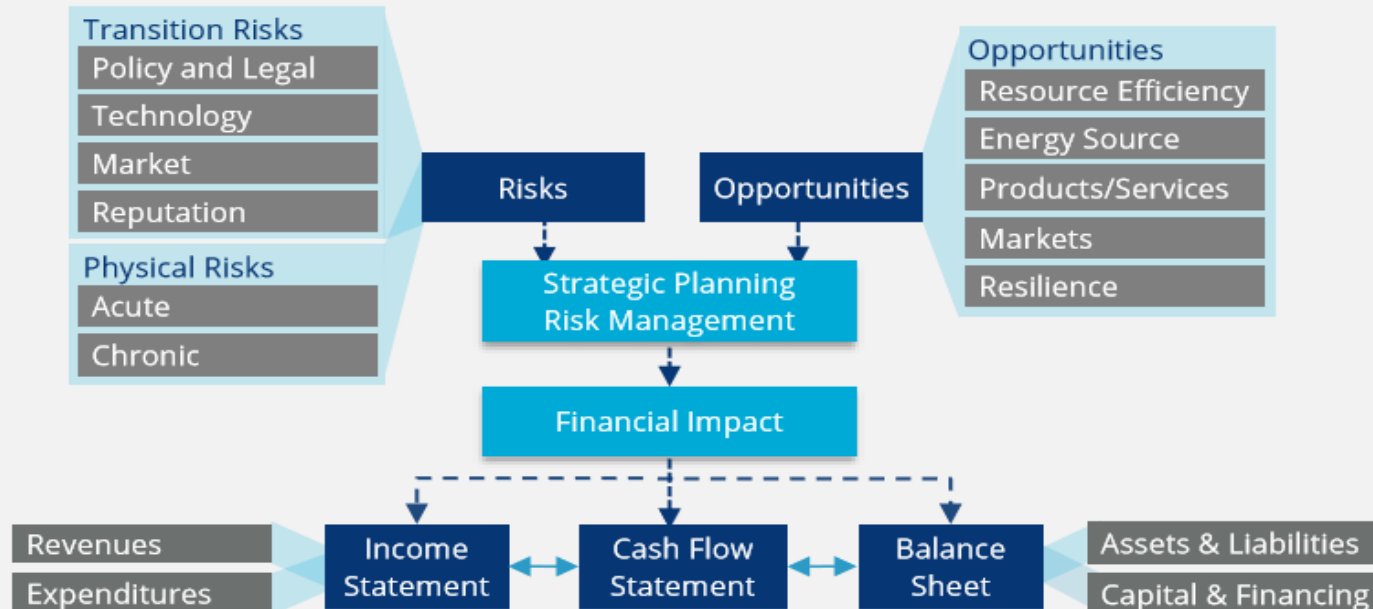 Transition Risks
Policy and Legal
Technology
Market
Reputation
Physical Risks
Acute
Chronic
Risks
Opportunities
Opportunities
Resource Efficiency
Energy Source
Products/Services
Markets
Resilience
Strategic Planning
Risk Management
Financial Impact
Revenues
Expenditures
Income
Statement
Cash Flow
Statement
Balance
Sheet
Assets & Liabilities
Capital & Financing